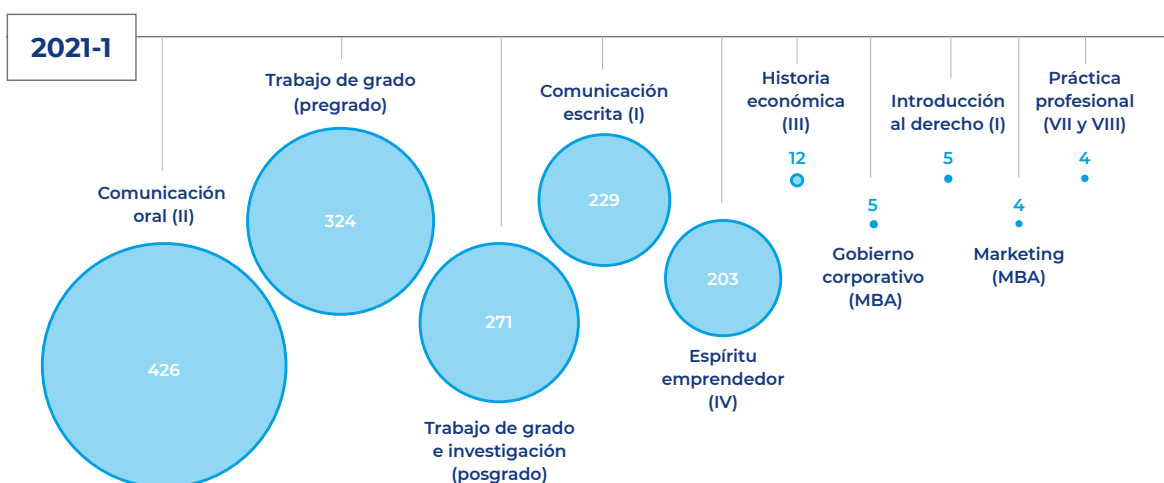 2021-1
Comunicación
oral (II)
426
Trabajo de grado
(pregrado)
324
271
Trabajo de grado
e investigación
(posgrado)
Comunicación
escrita (I)
229
203
Espíritu
emprendedor
(IV)
Historia
económica
(III)
12
5
Gobierno
corporativo
(MBA)
Introducción
al derecho (I)
5
4
Marketing
(MBA)
Práctica
profesional
(VII y VIII)
4